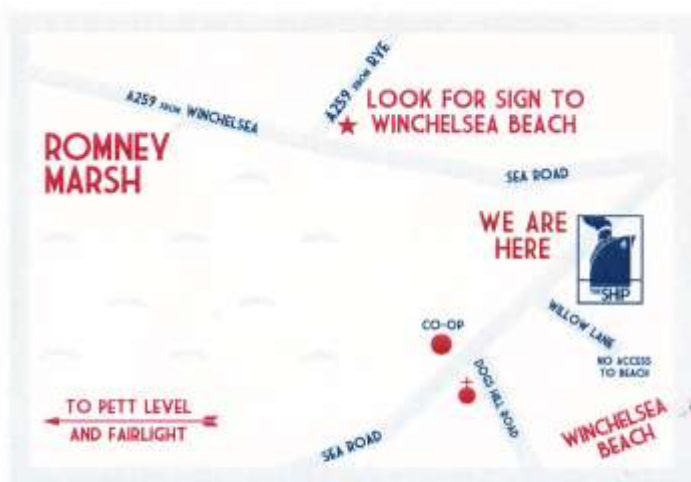 A259 FROM WINCHELSEA
A259 FROM RYE
LOOK FOR SIGN TO
WINCHELSEA BEACH
ROMNEY
MARSH
SEA ROAD
WE ARE
HERE
THE SHIP
WILLOW LANE
CO-OP
NO ACCESS
TO BEACH
DOGS HILL ROAD
TO PETT LEVEL
AND FAIRLIGHT
SEA ROAD
WINCHELSEA
BEACH